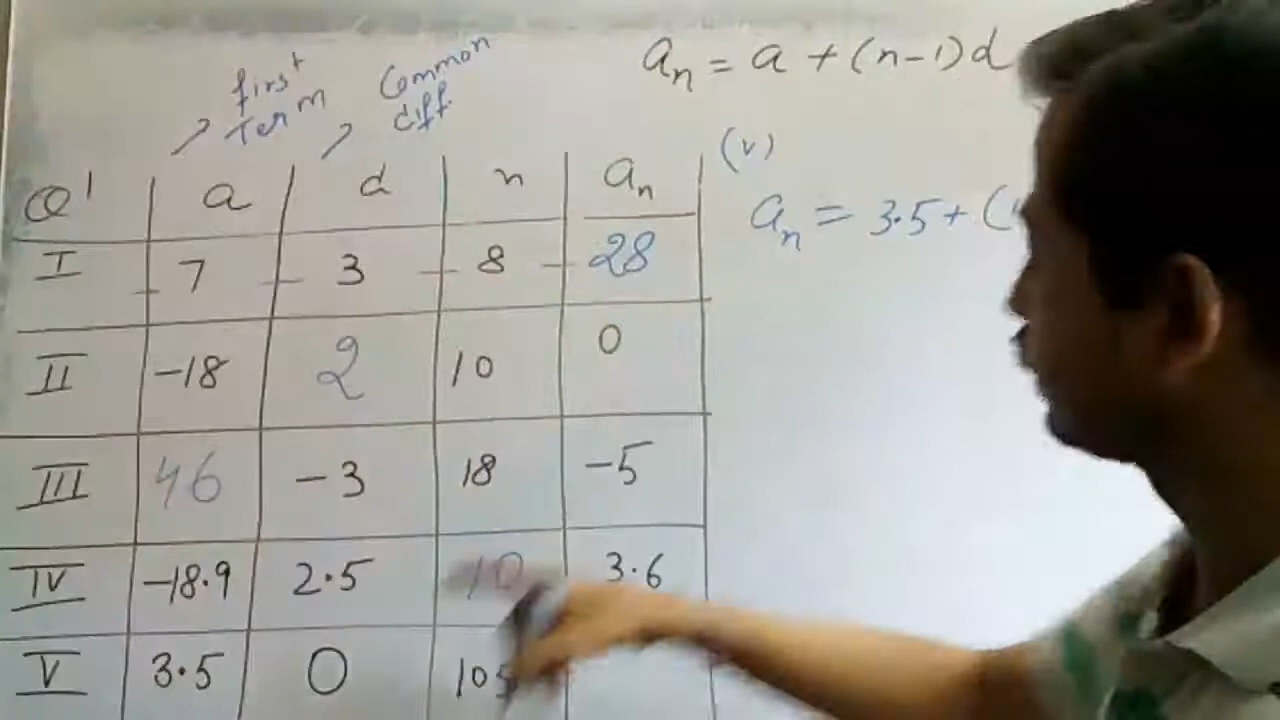 first term
Common diff.
aₙ = a + (n-1)d
Q1 a d n aₙ
(v)
aₙ = 3.5 + (
I 7 3 8 28
II -18 2 10 0
III 46 -3 18 -5
IV -18.9 2.5 10 3.6
V 3.5 0 105